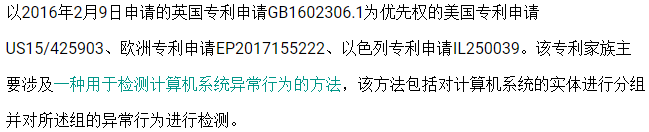 以2016年2月9日申请的英国专利申请GB1602306.1为优先权的美国专利申请
US15/425903、欧洲专利申请EP2017155222、以色列专利申请IL250039。该专利家族主
要涉及一种用于检测计算机系统异常行为的方法，该方法包括对计算机系统的实体进行分组
并对所述组的异常行为进行检测。